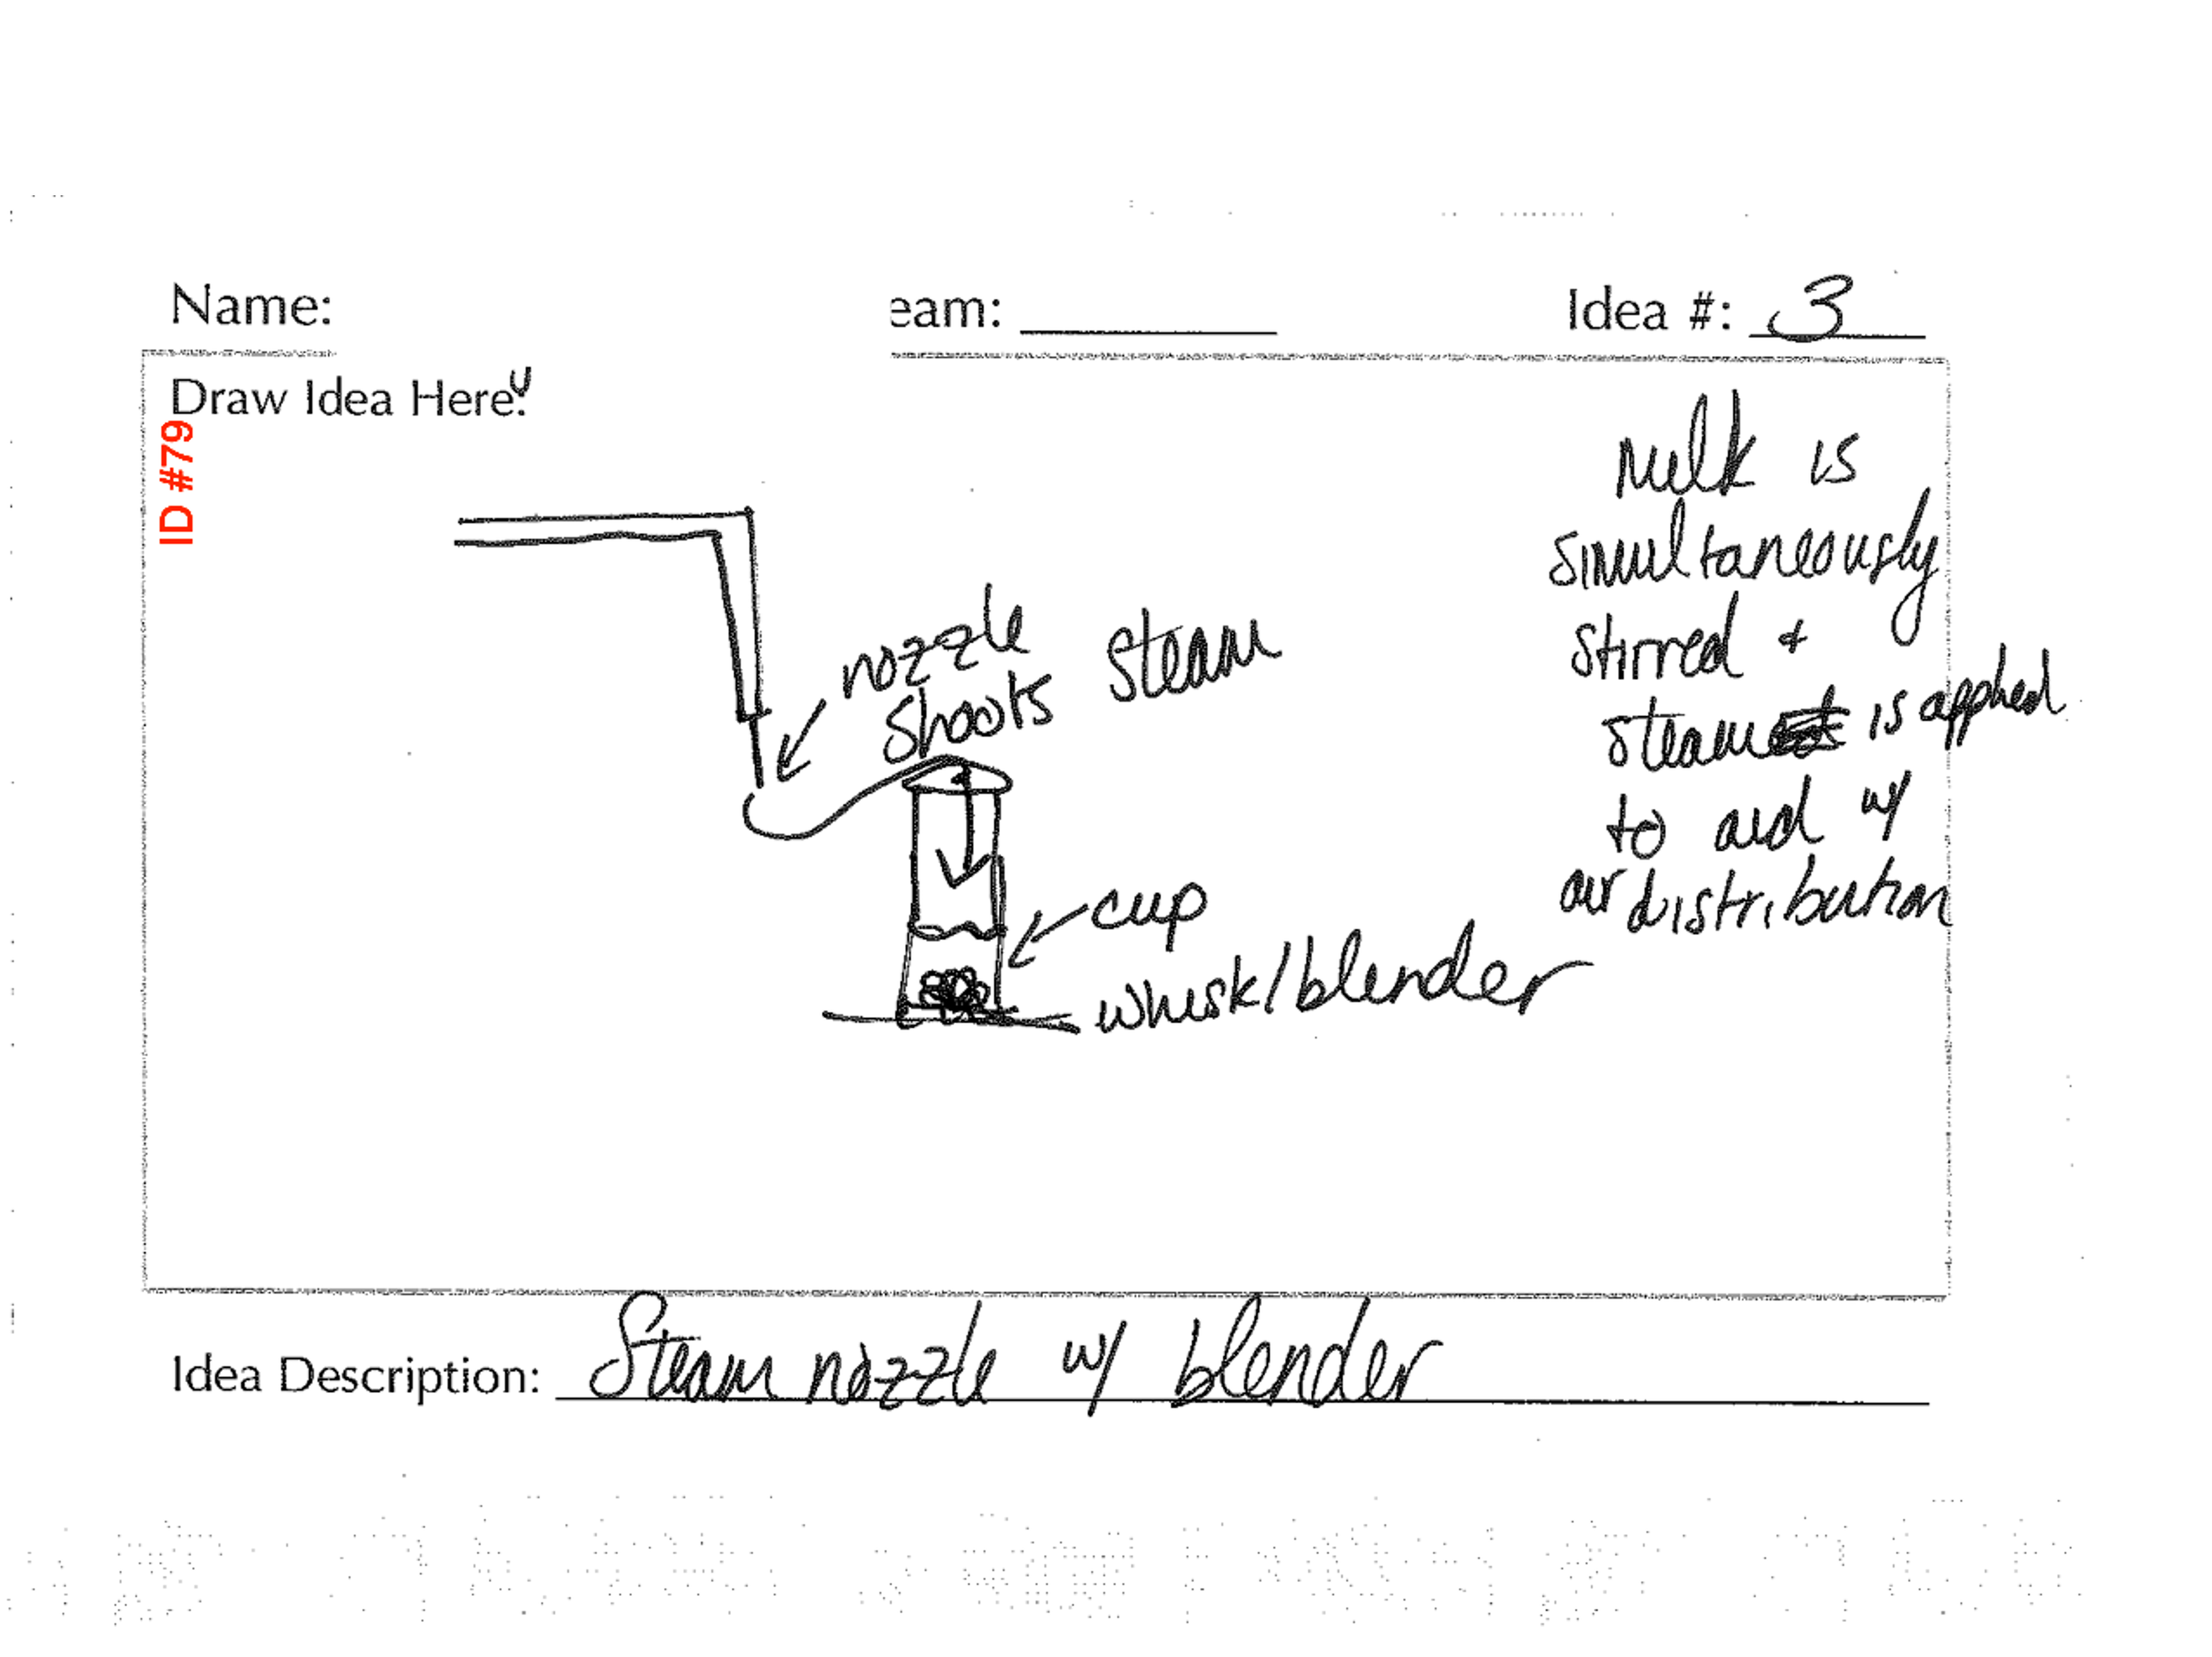 Name:
eam:
Idea #: 3
Draw Idea Here:
ID #79
milk is
simultaneously
stirred +
steam is applied
to aid w/
air distribution
nozzle
shoots steam
cup
whisk/blender
Idea Description: Steam nozzle w/ blender